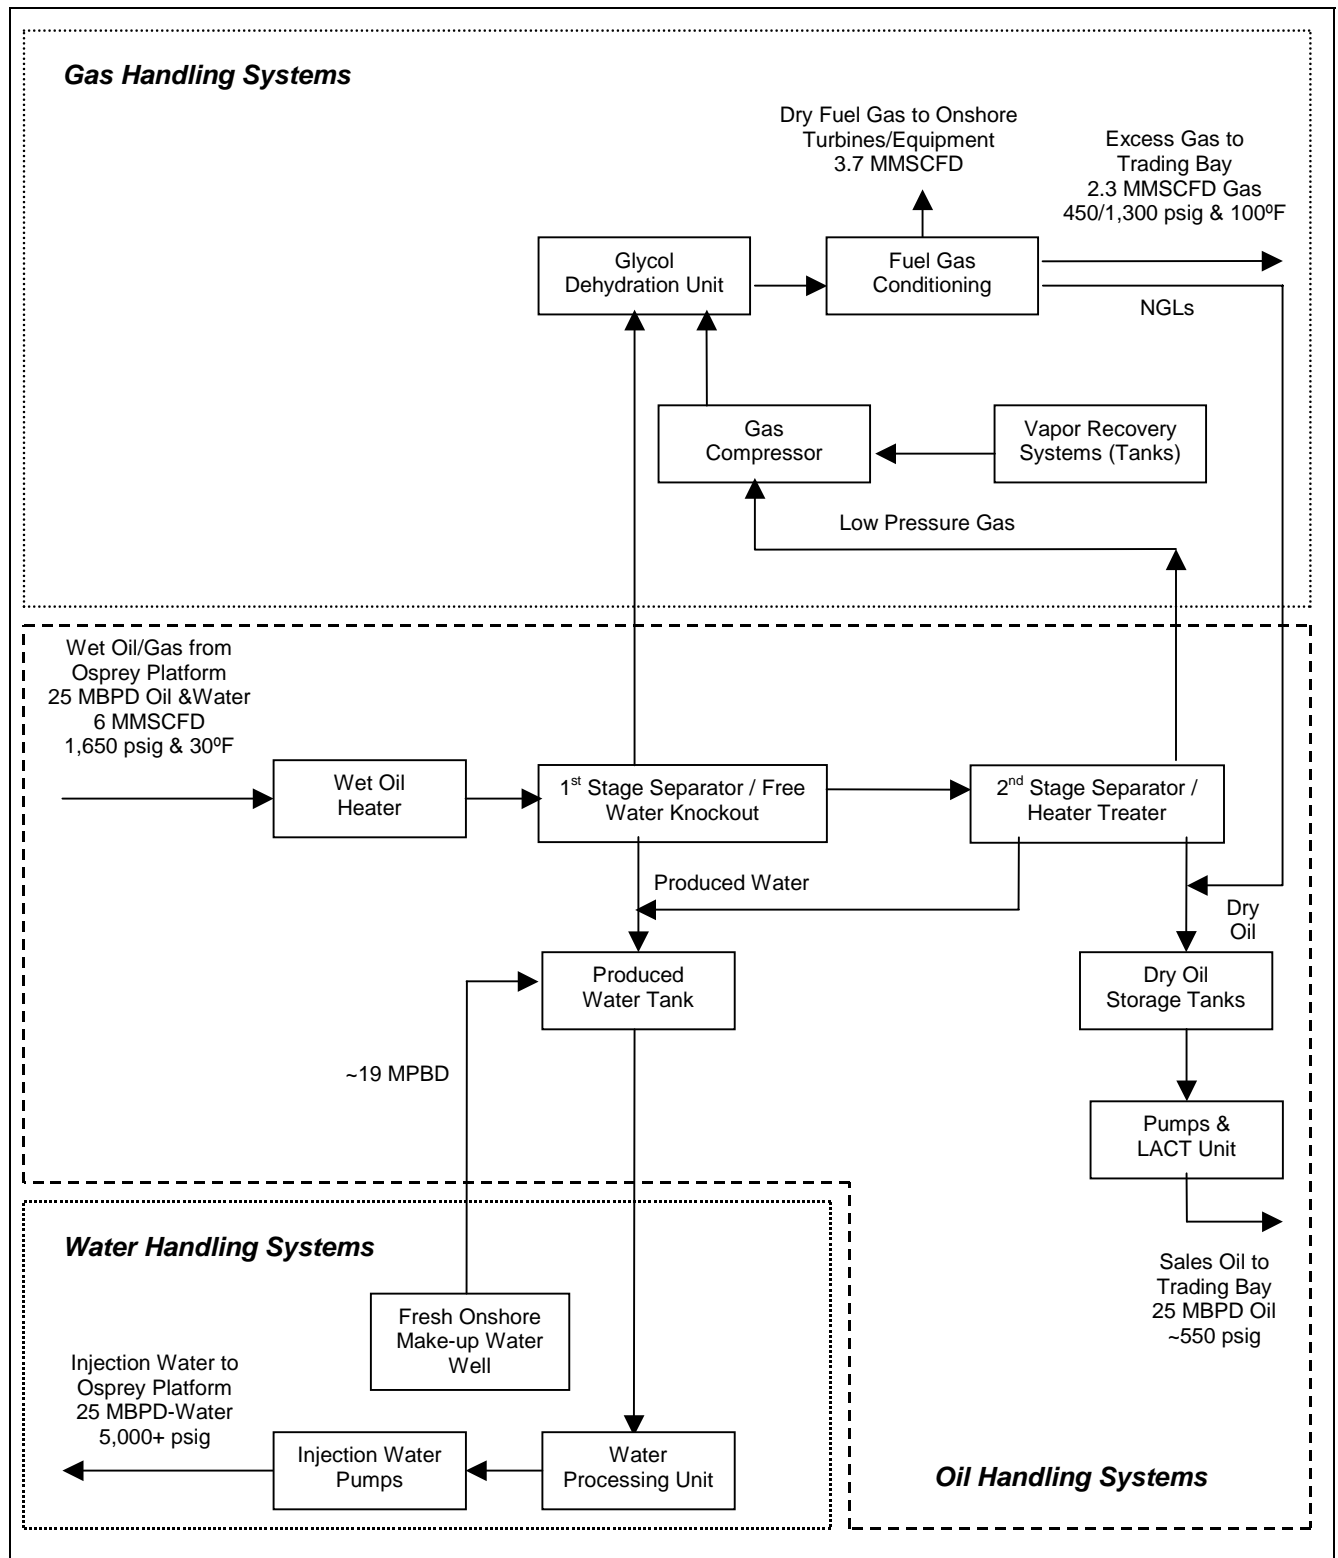 Gas Handling Systems
Dry Fuel Gas to Onshore
Turbines/Equipment
3.7 MMSCFD
Excess Gas to
Trading Bay
2.3 MMSCFD Gas
450/1,300 psig & 100ºF
Glycol
Dehydration Unit
Fuel Gas
Conditioning
NGLs
Gas
Compressor
Vapor Recovery
Systems (Tanks)
Low Pressure Gas
Wet Oil/Gas from
Osprey Platform
25 MBPD Oil &Water
6 MMSCFD
1,650 psig & 30ºF
Wet Oil
Heater
1st Stage Separator / Free
Water Knockout
2nd Stage Separator /
Heater Treater
Produced Water
Dry
Oil
Produced
Water Tank
Dry Oil
Storage Tanks
~19 MPBD
Pumps &
LACT Unit
Water Handling Systems
Sales Oil to
Trading Bay
25 MBPD Oil
~550 psig
Fresh Onshore
Make-up Water
Well
Injection Water to
Osprey Platform
25 MBPD-Water
5,000+ psig
Injection Water
Pumps
Water
Processing Unit
Oil Handling Systems